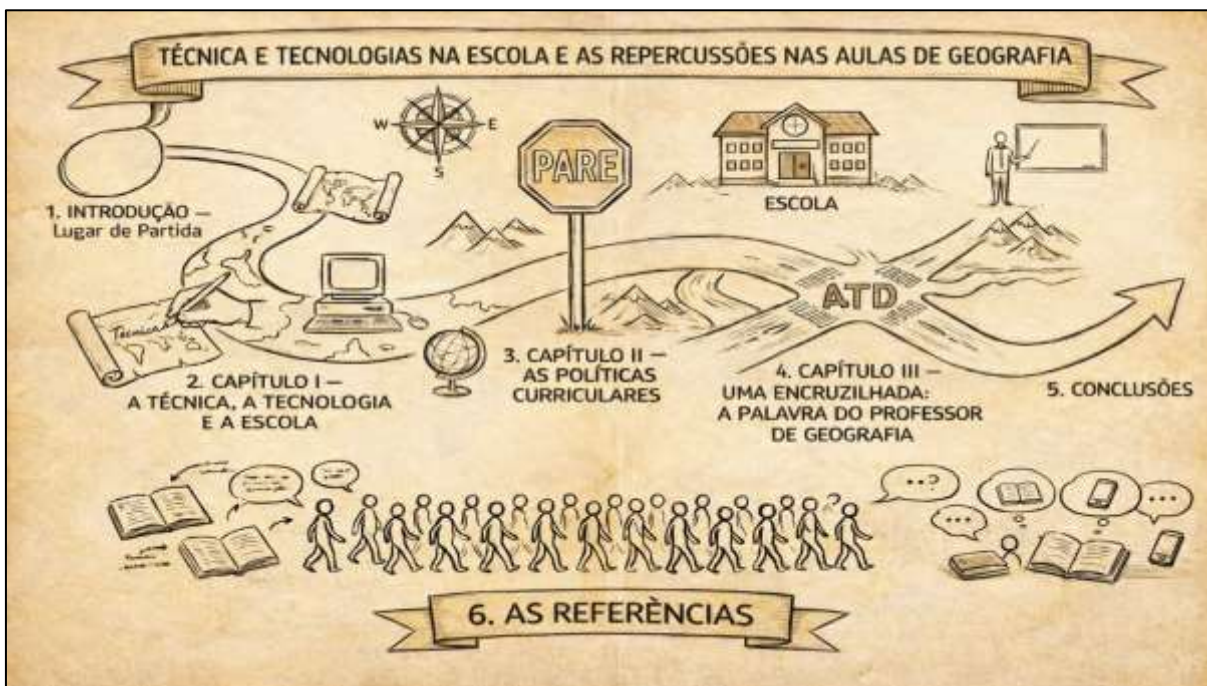 TÉCNICA E TECNOLOGIAS NA ESCOLA E AS REPERCUSSÕES NAS AULAS DE GEOGRAFIA
W
E
S
PARE
ESCOLA
1. INTRODUÇÃO —
Lugar de Partida
Técnica
ATD
2. CAPÍTULO I —
A TÉCNICA, A TECNOLOGIA
E A ESCOLA
3. CAPÍTULO II —
AS POLÍTICAS
CURRICULARES
4. CAPÍTULO III —
UMA ENCRUZILHADA:
A PALAVRA DO PROFESSOR
DE GEOGRAFIA
5. CONCLUSÕES
?
...?
...
...
6. AS REFERÈNCIAS